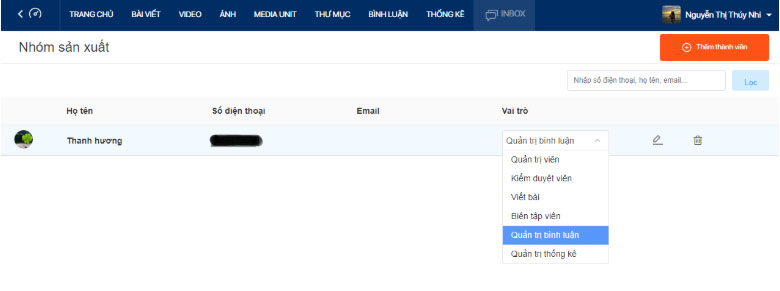 TRANG CHỦ BÀI VIẾT VIDEO ẢNH MEDIA UNIT THƯ MỤC BÌNH LUẬN THỐNG KÊ INBOX Nguyễn Thị Thúy Nhi
Nhóm sản xuất
Thêm thành viên
Nhập số điện thoại, họ tên, email...
Lọc
Họ tên Số điện thoại Email Vai trò
Thanh hương Quản trị bình luận
Quản trị viên
Kiểm duyệt viên
Viết bài
Biên tập viên
Quản trị bình luận
Quản trị thống kê